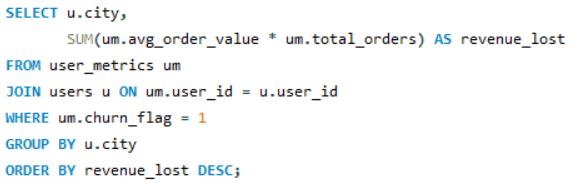 SELECT u.city,
       SUM(um.avg_order_value * um.total_orders) AS revenue_lost
FROM user_metrics um
JOIN users u ON um.user_id = u.user_id
WHERE um.churn_flag = 1
GROUP BY u.city
ORDER BY revenue_lost DESC;